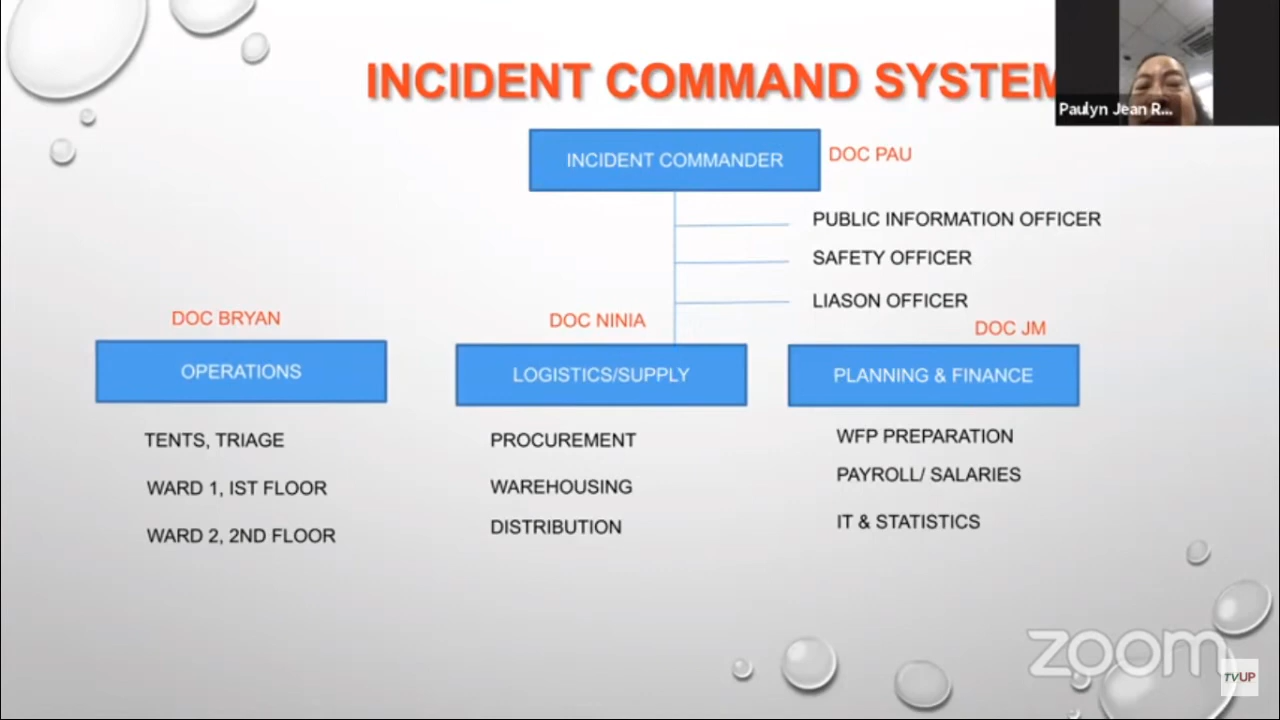 INCIDENT COMMAND SYSTEM
Paulyn Jean R...
INCIDENT COMMANDER
DOC PAU
PUBLIC INFORMATION OFFICER
SAFETY OFFICER
LIASON OFFICER
DOC BRYAN
DOC NINIA
DOC JM
OPERATIONS
LOGISTICS/SUPPLY
PLANNING & FINANCE
TENTS, TRIAGE
PROCUREMENT
WFP PREPARATION
WARD 1, IST FLOOR
WAREHOUSING
PAYROLL/ SALARIES
WARD 2, 2ND FLOOR
DISTRIBUTION
IT & STATISTICS
zoom
TVUP